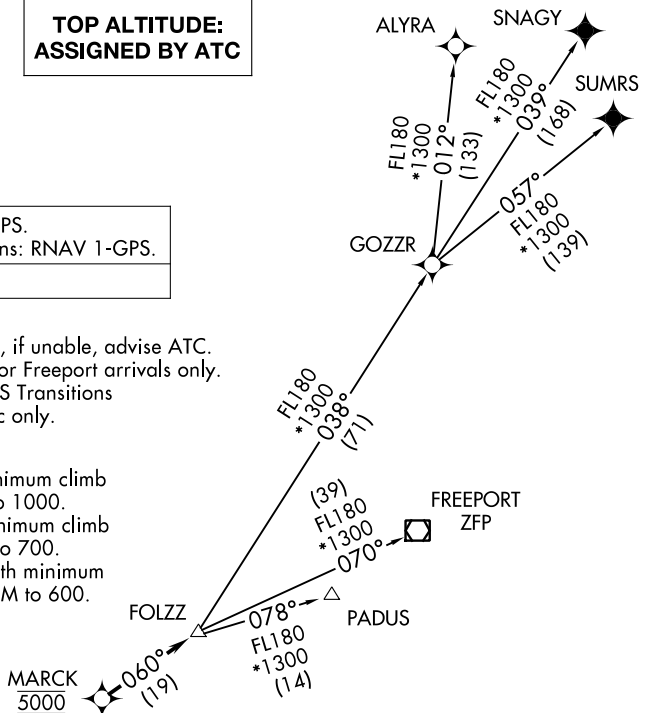 TOP ALTITUDE:
ASSIGNED BY ATC
ALYRA
SNAGY
SUMRS
FL180
*1300
012°
(133)
FL180
*1300
039°
(168)
057°
FL180
*1300
(139)
PS.
ns: RNAV 1-GPS.
GOZZR
, if unable, advise ATC.
or Freeport arrivals only.
S Transitions
c only.
FL180
*1300
038°
(71)
nimum climb
o 1000.
nimum climb
o 700.
th minimum
M to 600.
(39)
FL180
*1300
070°
FREEPORT
ZFP
FOLZZ
078°
FL180
*1300
(14)
PADUS
MARCK
5000
060°
(19)